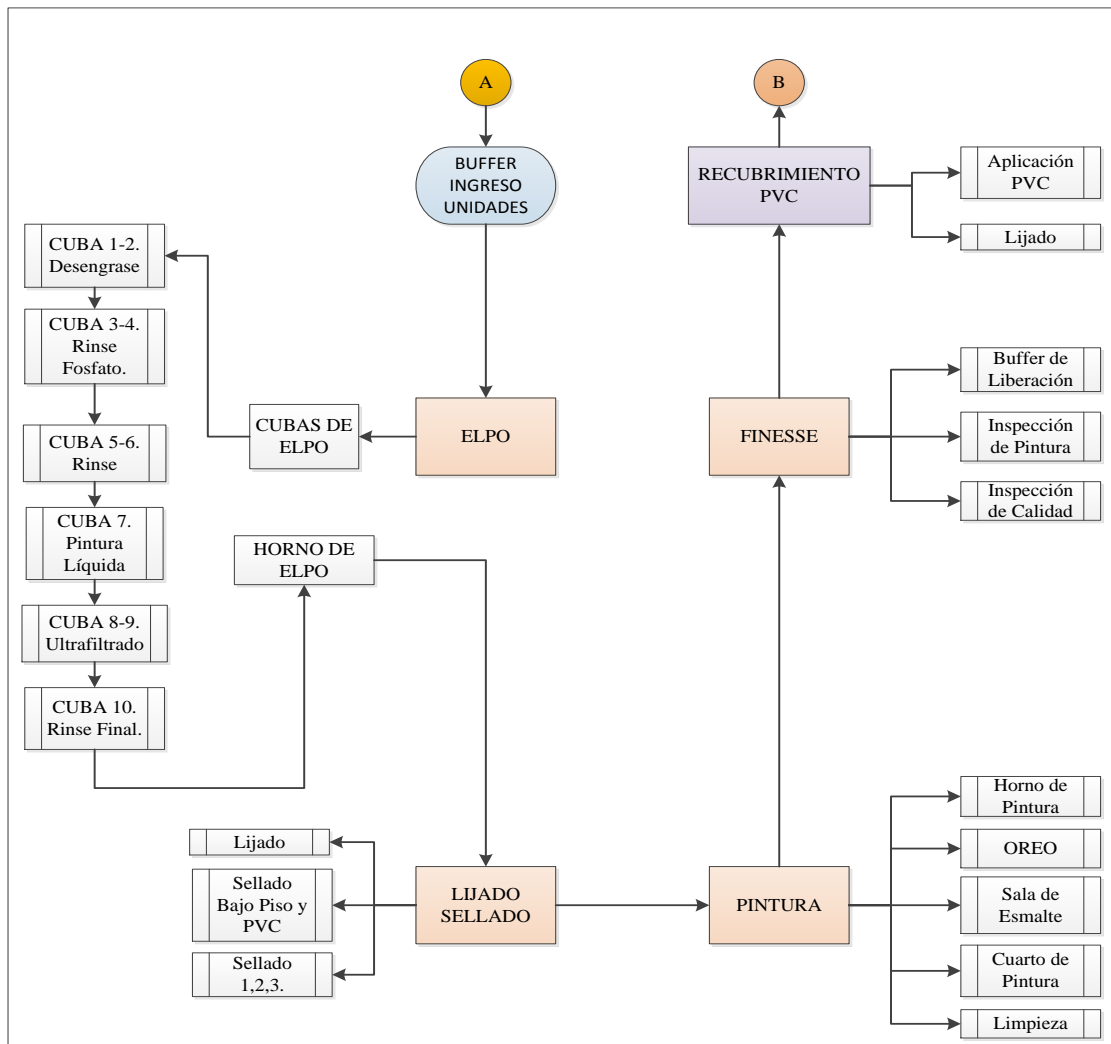 A
BUFFER
INGRESO
UNIDADES
ELPO
CUBAS DE
ELPO
CUBA 1-2.
Desengrase
CUBA 3-4.
Rinse
Fosfato.
CUBA 5-6.
Rinse
CUBA 7.
Pintura
Líquida
CUBA 8-9.
Ultrafiltrado
CUBA 10.
Rinse Final.
HORNO DE
ELPO
LIJADO
SELLADO
Lijado
Sellado
Bajo Piso y
PVC
Sellado
1,2,3.
PINTURA
Horno de
Pintura
OREO
Sala de
Esmalte
Cuarto de
Pintura
Limpieza
FINESSE
Buffer de
Liberación
Inspección
de Pintura
Inspección
de Calidad
RECUBRIMIENTO
PVC
Aplicación
PVC
Lijado
B